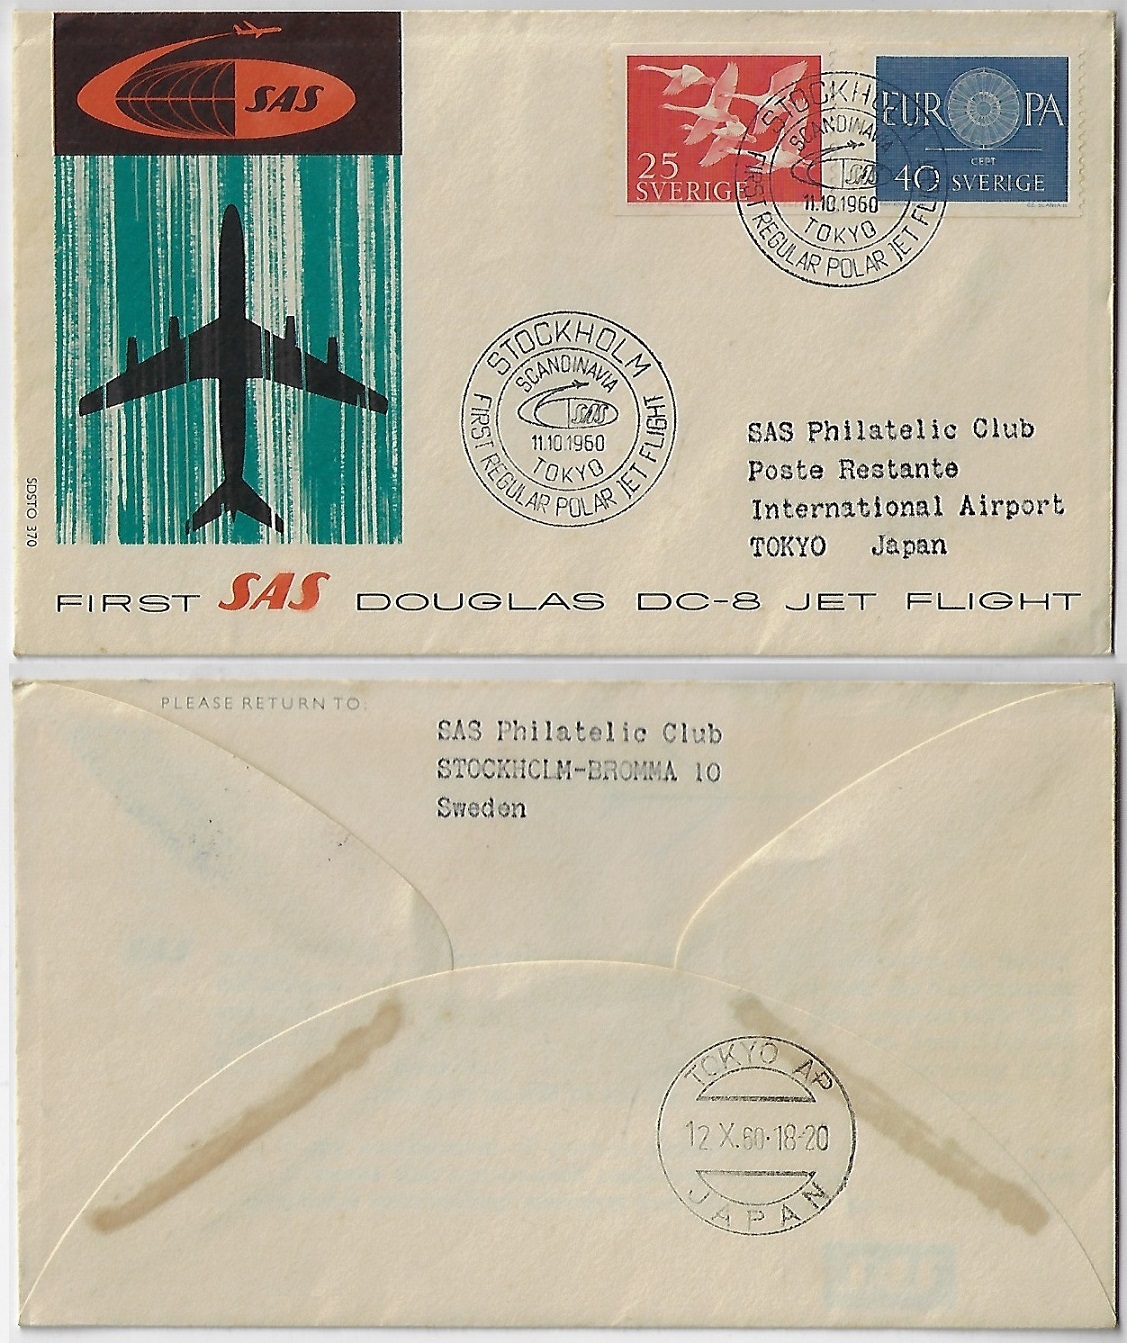 SAS
25
SVERIGE
EUROPA
CEPT
40 SVERIGE
STOCKHOLM
SCANDINAVIA
SAS
11.10.1960
TOKYO
FIRST REGULAR POLAR JET FLIGHT
STOCKHOLM
SCANDINAVIA
SAS
11.10.1960
TOKYO
FIRST REGULAR POLAR JET FLIGHT
SAS Philatelic Club
Poste Restante
International Airport
TOKYO Japan
SDSTO 370
FIRST SAS DOUGLAS DC-8 JET FLIGHT
PLEASE RETURN TO:
SAS Philatelic Club
STOCKHOLM-BROMMA 10
Sweden
TOKYO AP
12 X.60.18-20
JAPAN